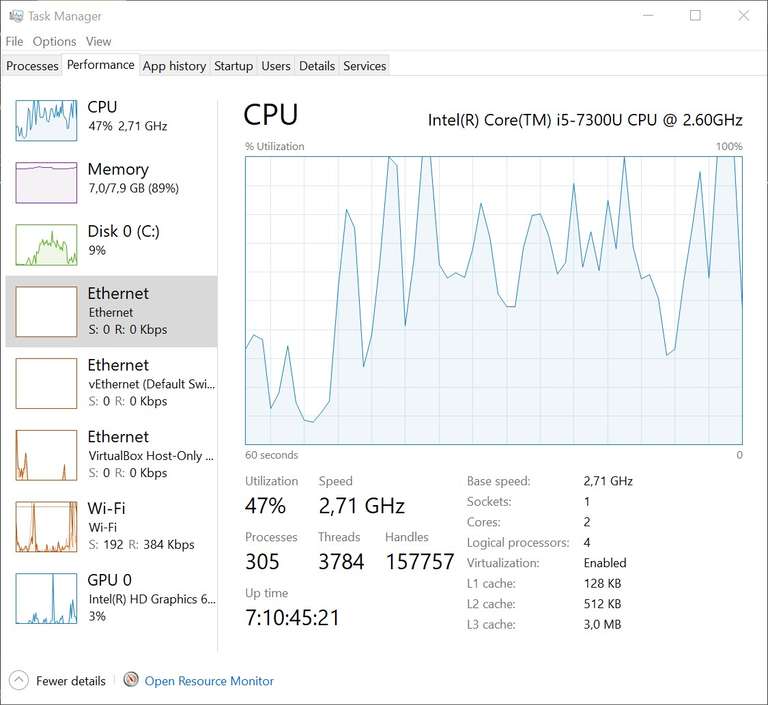 Task Manager
File Options View
Processes Performance App history Startup Users Details Services
CPU
47% 2,71 GHz
Memory
7,0/7,9 GB (89%)
Disk 0 (C:)
9%
Ethernet
Ethernet
S: 0 R: 0 Kbps
Ethernet
vEthernet (Default Swi...
S: 0 R: 0 Kbps
Ethernet
VirtualBox Host-Only ...
S: 0 R: 0 Kbps
Wi-Fi
Wi-Fi
S: 192 R: 384 Kbps
GPU 0
Intel(R) HD Graphics 6...
3%
CPU
Intel(R) Core(TM) i5-7300U CPU @ 2.60GHz
% Utilization 100%
60 seconds 0
Utilization Speed
47% 2,71 GHz
Processes Threads Handles
305 3784 157757
Up time
7:10:45:21
Base speed: 2,71 GHz
Sockets: 1
Cores: 2
Logical processors: 4
Virtualization: Enabled
L1 cache: 128 KB
L2 cache: 512 KB
L3 cache: 3,0 MB
Fewer details Open Resource Monitor